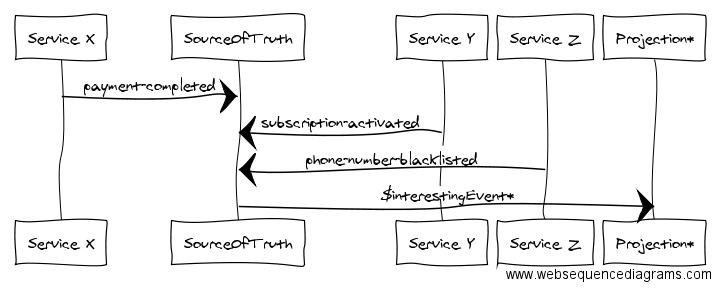 Service X
SourceOfTruth
Service Y
Service Z
Projection*
payment-completed
subscription-activated
phone-number-blacklisted
$interestingEvent*
Service X
SourceOfTruth
Service Y
Service Z
Projection*
www.websequencediagrams.com